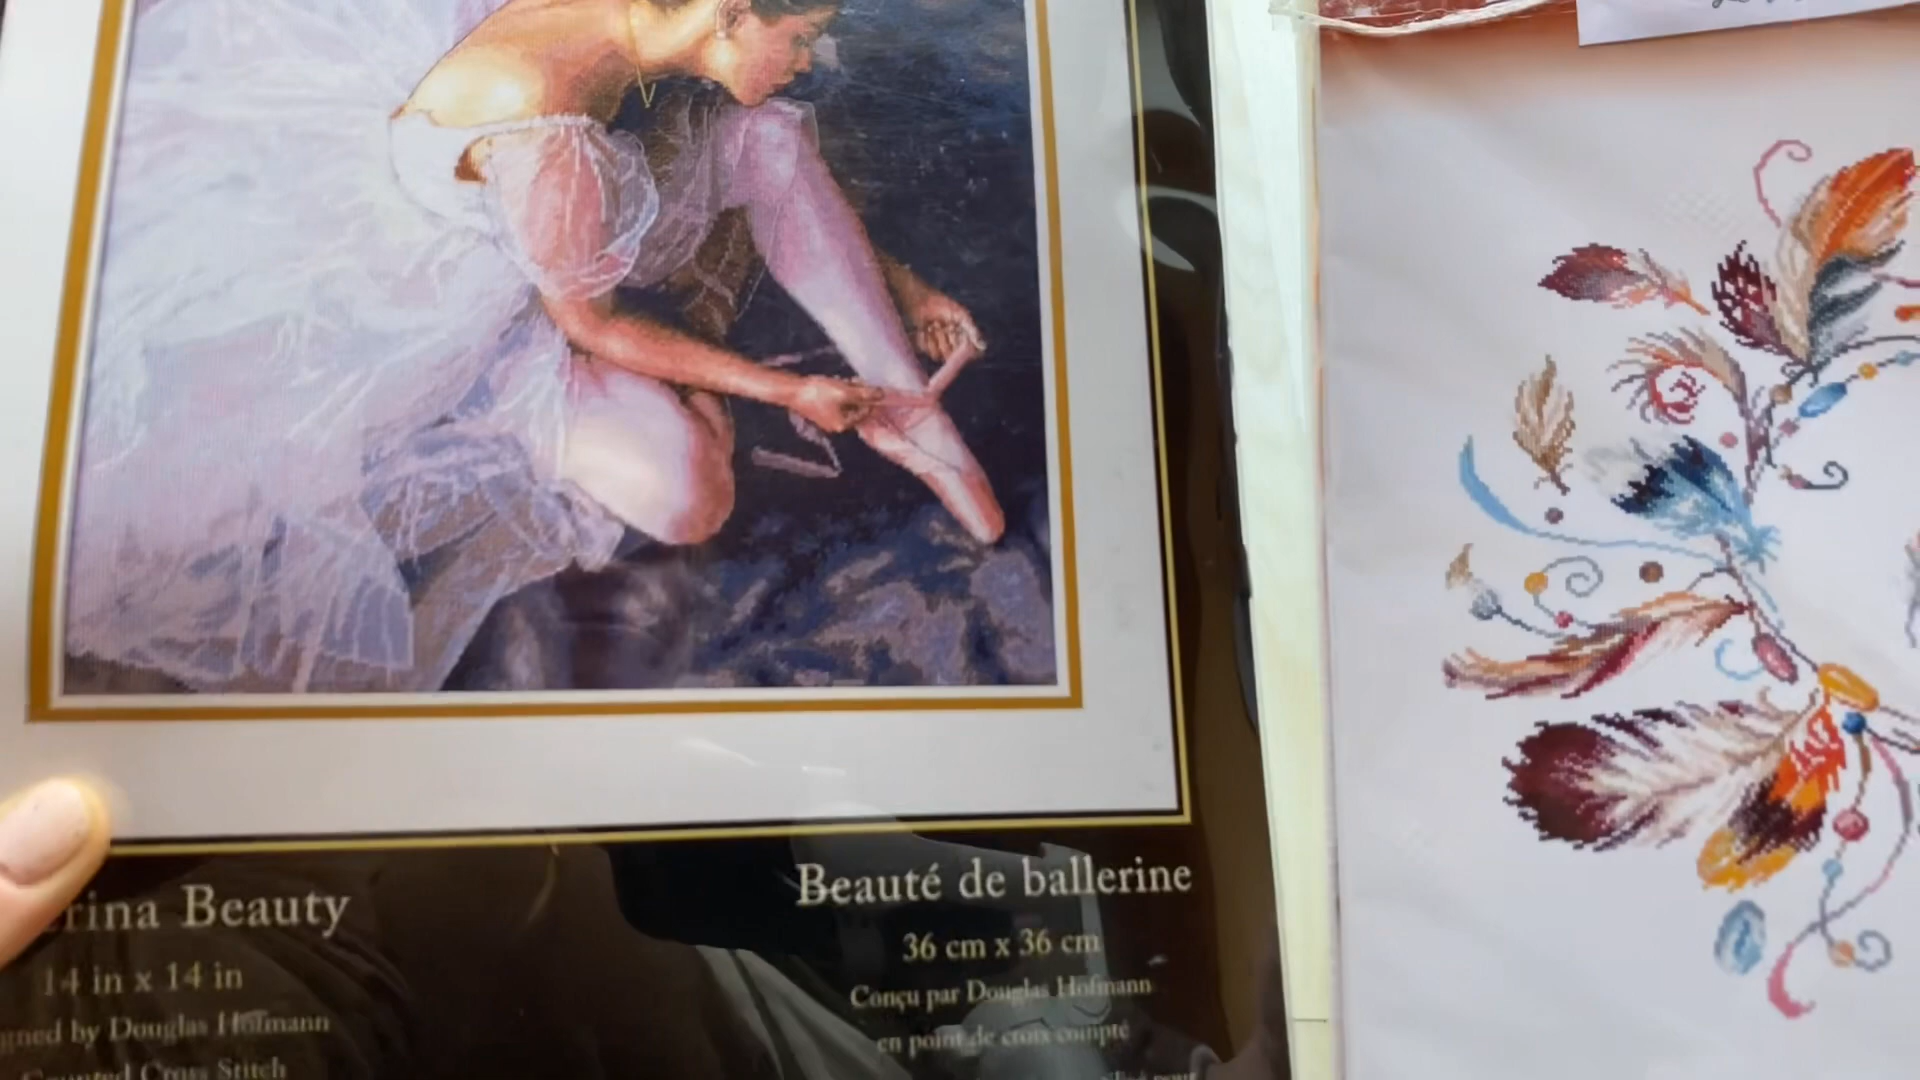 rina Beauty
14 in x 14 in
gned by Douglas Hofmann
Counted Cross Stitch
Beauté de ballerine
36 cm x 36 cm
Conçu par Douglas Hofmann
en point de croix compté